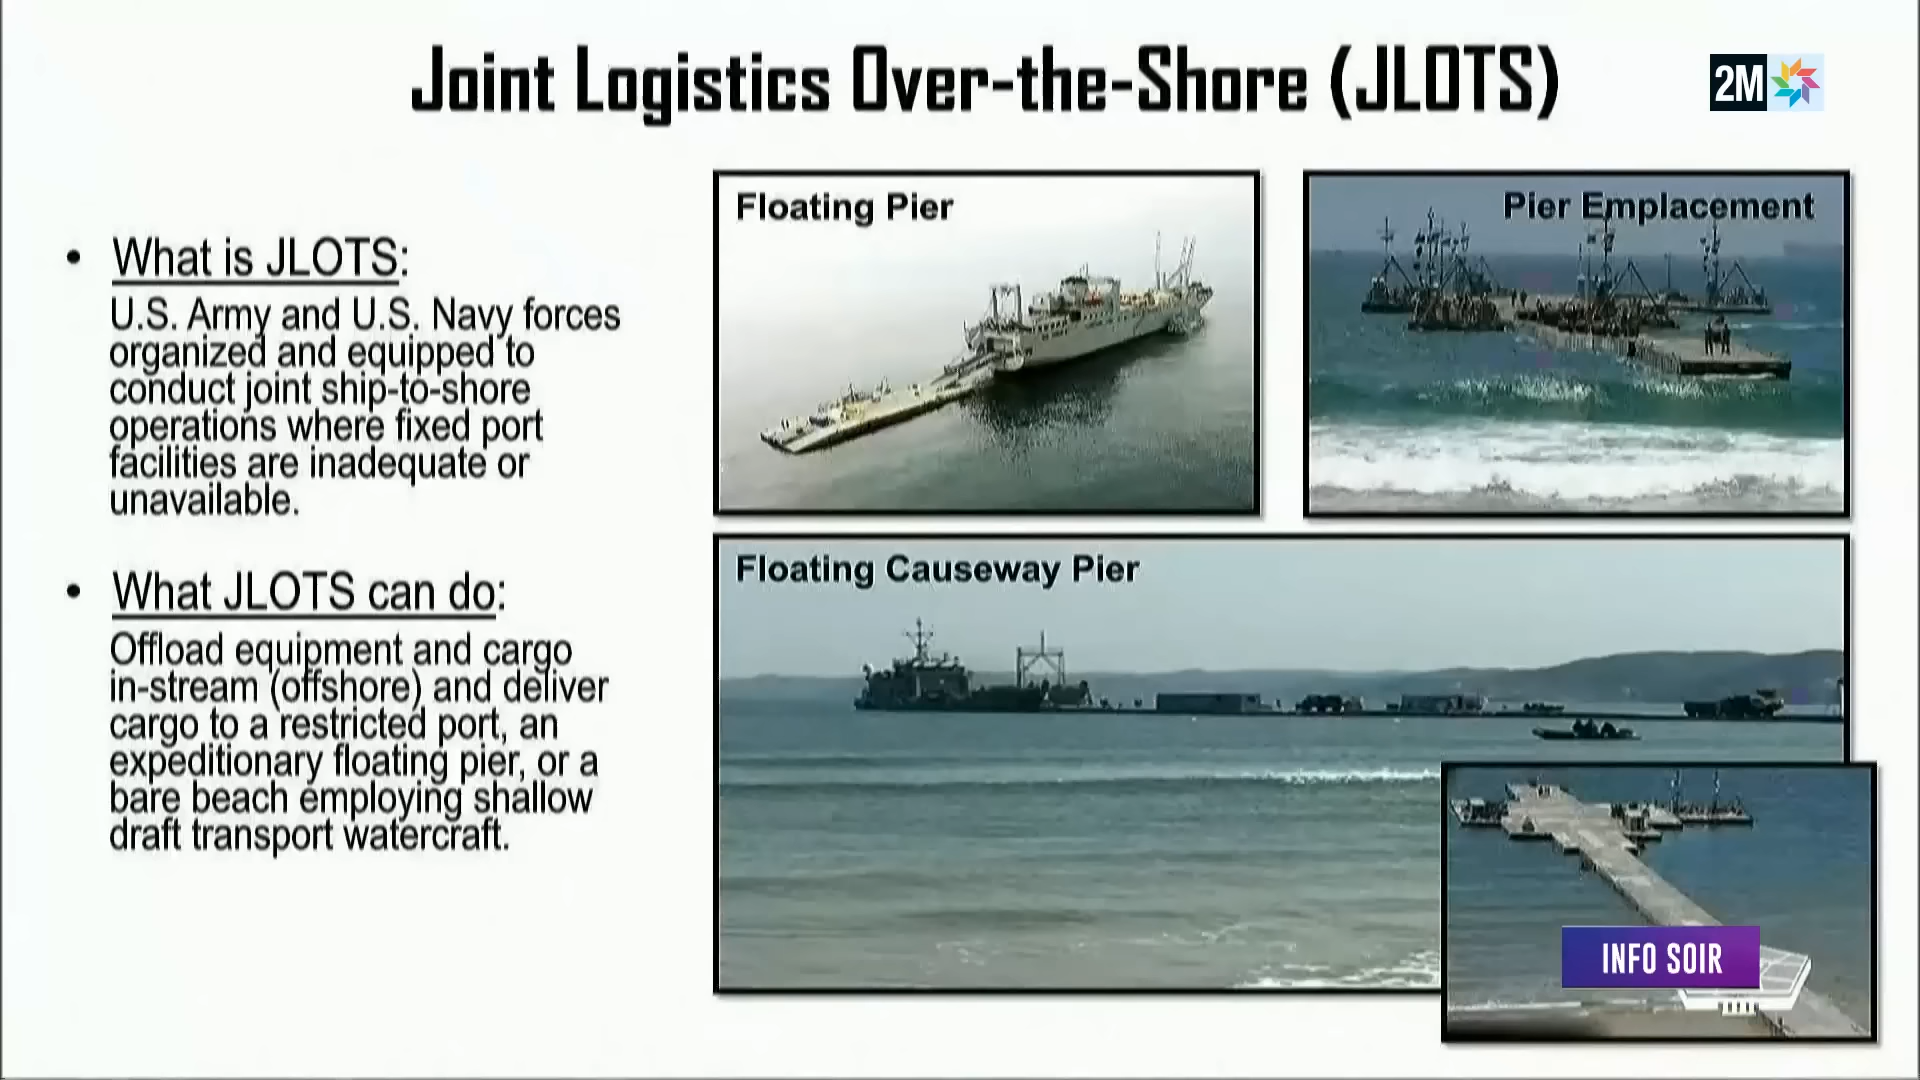 Joint Logistics Over-the-Shore (JLOTS)
2M
• What is JLOTS:
U.S. Army and U.S. Navy forces
organized and equipped to
conduct joint ship-to-shore
operations where fixed port
facilities are inadequate or
unavailable.
• What JLOTS can do:
Offload equipment and cargo
in-stream (offshore) and deliver
cargo to a restricted port, an
expeditionary floating pier, or a
bare beach employing shallow
draft transport watercraft.
Floating Pier
Pier Emplacement
Floating Causeway Pier
INFO SOIR